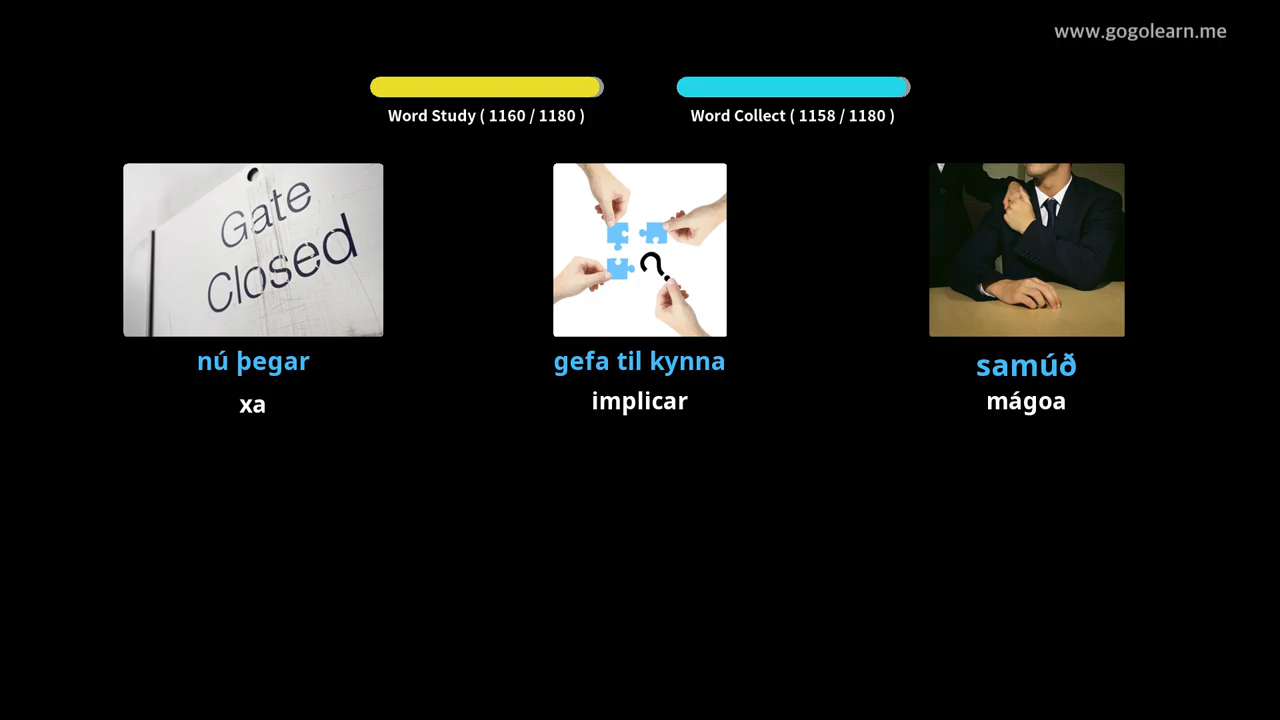 www.gogolearn.me
Word Study ( 1160 / 1180 )
Word Collect ( 1158 / 1180 )
Gate
Closed
?
nú þegar
gefa til kynna
samúð
xa
implicar
mágoa